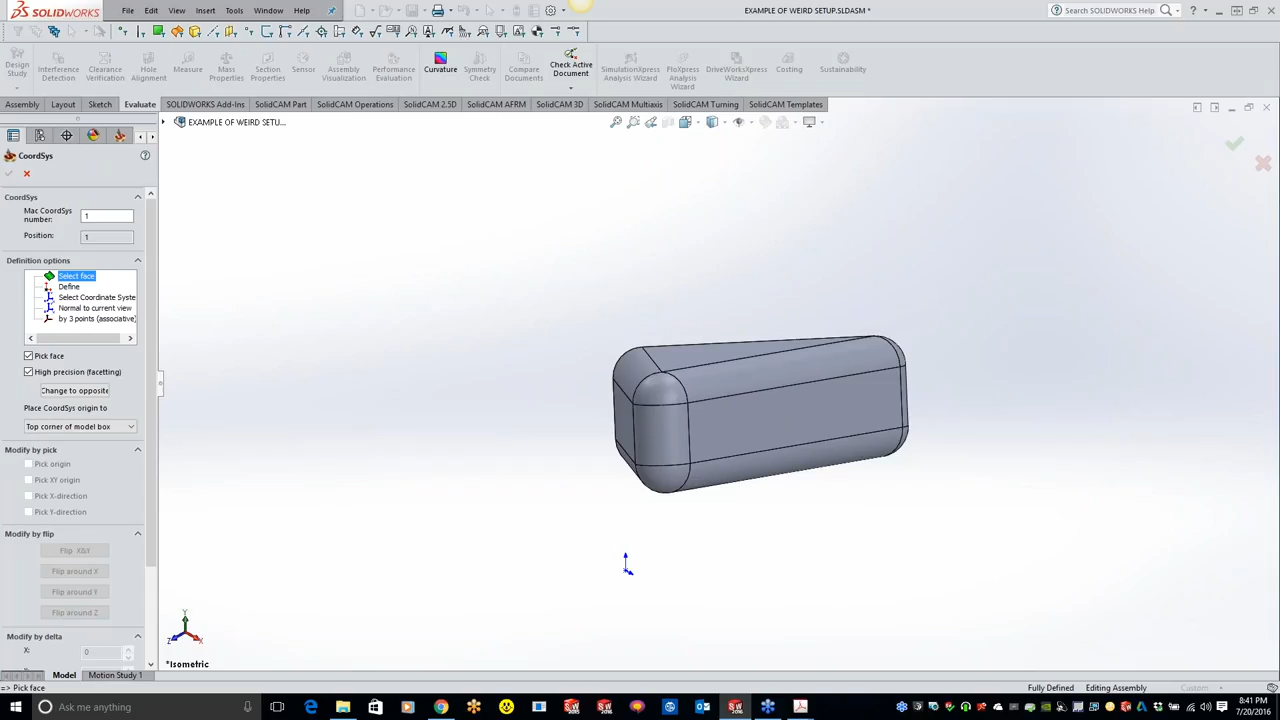 SOLIDWORKS File Edit View Insert Tools Window Help EXAMPLE OF WEIRD SETUP.SLDASM * Search SOLIDWORKS Help
Design Study Interference Detection Clearance Verification Hole Alignment Measure Mass Properties Section Properties Sensor Assembly Visualization Performance Evaluation Curvature Symmetry Check Compare Documents Check Active Document SimulationXpress Analysis Wizard FloXpress Analysis Wizard DriveWorksXpress Wizard Costing Sustainability
Assembly Layout Sketch Evaluate SOLIDWORKS Add-Ins SolidCAM Part SolidCAM Operations SolidCAM 2.5D SolidCAM AFRM SolidCAM 3D SolidCAM Multiaxis SolidCAM Turning SolidCAM Templates
EXAMPLE OF WEIRD SETU...
CoordSys
CoordSys
Mac CoordSys number: 1
Position: 1
Definition options
Select face
Define
Select Coordinate Syste
Normal to current view
by 3 points (associative)
Pick face
High precision (facetting)
Change to opposite
Place CoordSys origin to
Top corner of model box
Modify by pick
Pick origin
Pick XY origin
Pick X-direction
Pick Y-direction
Modify by flip
Flip X&Y
Flip around X
Flip around Y
Flip around Z
Modify by delta
X: 0
Y
Z X
*Isometric
Model Motion Study 1
=> Pick face Fully Defined Editing Assembly Custom
Ask me anything 8:41 PM
7/20/2016